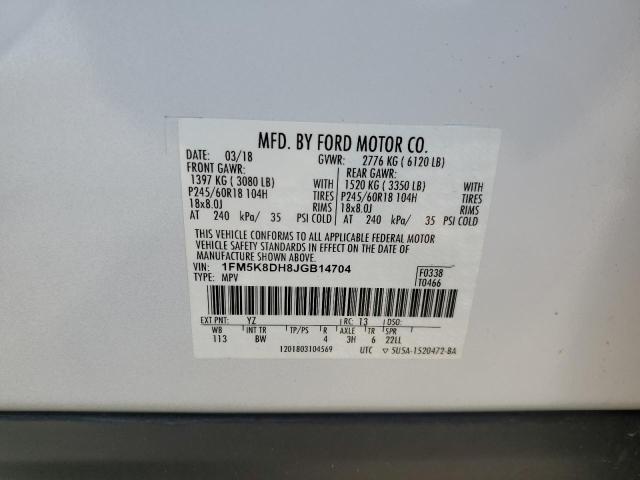 MFD. BY FORD MOTOR CO.
DATE: 03/18 GVWR: 2776 KG ( 6120 LB)
FRONT GAWR: REAR GAWR:
1397 KG ( 3080 LB) WITH 1520 KG ( 3350 LB) WITH
P245/60R18 104H TIRES P245/60R18 104H TIRES
18x8.0J RIMS 18x8.0J RIMS
AT 240 kPa/ 35 PSI COLD AT 240 kPa/ 35 PSI COLD
THIS VEHICLE CONFORMS TO ALL APPLICABLE FEDERAL MOTOR
VEHICLE SAFETY STANDARDS IN EFFECT ON THE DATE OF
MANUFACTURE SHOWN ABOVE.
VIN: 1FM5K8DH8JGB14704 F0338
TYPE: MPV T0466
EXT PNT: YZ RC: 13 DSO:
WB INT TR TP/PS R AXLE TR SPR
113 BW 4 3H 6 22LL
1201803104569 UTC ▽ 5U5A-1520472-BA